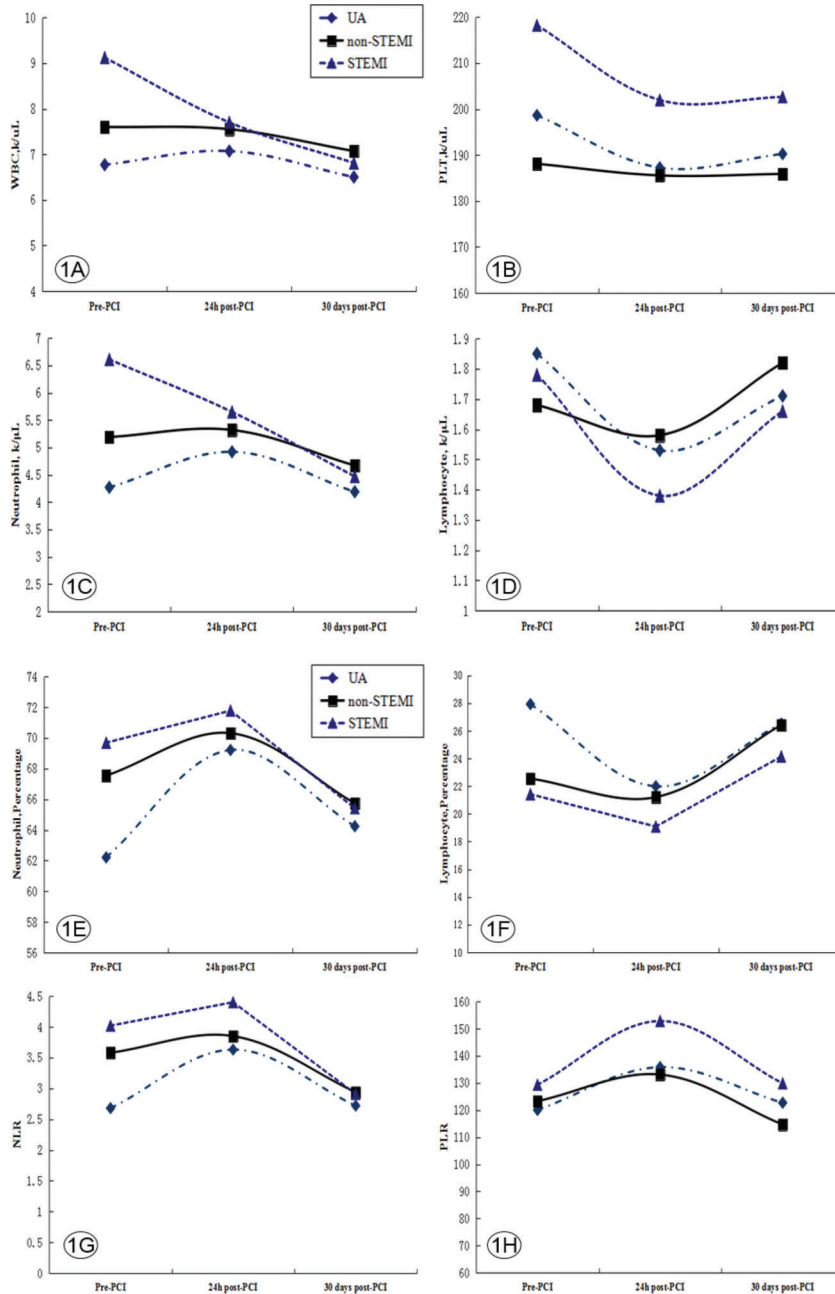 WBC,k/uL
10
9
8
7
6
5
4
UA
non-STEMI
STEMI
1A
Pre-PCI 24h post-PCI 30 days post-PCI
PLT,k/uL
220
210
200
190
180
170
160
1B
Pre-PCI 24h post-PCI 30 days post-PCI
Neutrophil, k/μL
7
6.5
6
5.5
5
4.5
4
3.5
3
2.5
2
1C
Pre-PCI 24h post-PCI 30 days post-PCI
Lymphocyte, k/μL
1.9
1.8
1.7
1.6
1.5
1.4
1.3
1.2
1.1
1
1D
Pre-PCI 24h post-PCI 30 days post-PCI
Neutrophil,Percentage
74
72
70
68
66
64
62
60
58
56
UA
non-STEMI
STEMI
1E
Pre-PCI 24h post-PCI 30 days post-PCI
Lymphocyte,Percentage
30
28
26
24
22
20
18
16
14
12
10
1F
Pre-PCI 24h post-PCI 30 days post-PCI
NLR
4.5
4
3.5
3
2.5
2
1.5
1
0.5
0
1G
Pre-PCI 24h post-PCI 30 days post-PCI
PLR
160
150
140
130
120
110
100
90
80
70
60
1H
Pre-PCI 24h post-PCI 30 days post-PCI